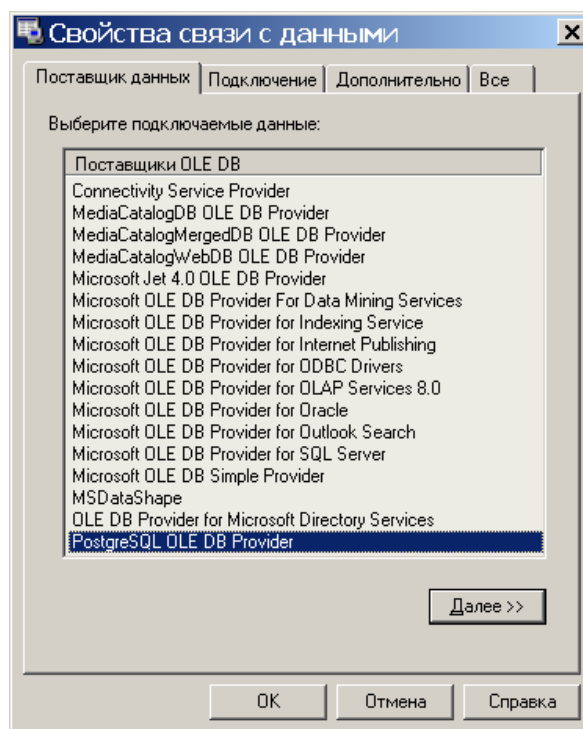 Свойства связи с данными
Поставщик данных Подключение Дополнительно Все
Выберите подключаемые данные:
Поставщики OLE DB
Connectivity Service Provider
MediaCatalogDB OLE DB Provider
MediaCatalogMergedDB OLE DB Provider
MediaCatalogWebDB OLE DB Provider
Microsoft Jet 4.0 OLE DB Provider
Microsoft OLE DB Provider For Data Mining Services
Microsoft OLE DB Provider for Indexing Service
Microsoft OLE DB Provider for Internet Publishing
Microsoft OLE DB Provider for ODBC Drivers
Microsoft OLE DB Provider for OLAP Services 8.0
Microsoft OLE DB Provider for Oracle
Microsoft OLE DB Provider for Outlook Search
Microsoft OLE DB Provider for SQL Server
Microsoft OLE DB Simple Provider
MSDataShape
OLE DB Provider for Microsoft Directory Services
PostgreSQL OLE DB Provider
Далее >>
OK Отмена Справка